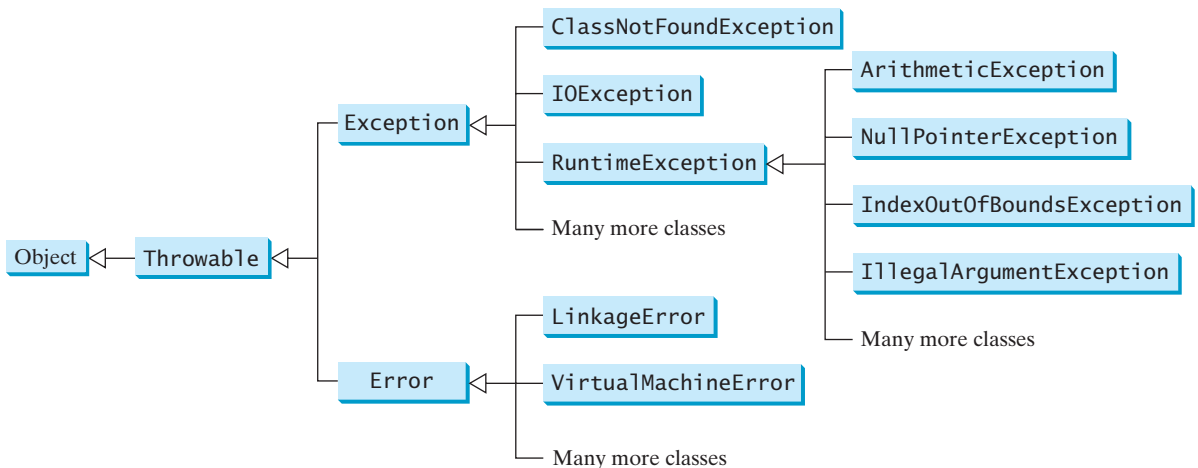 ClassNotFoundException
ArithmeticException
IOException
Exception
NullPointerException
RuntimeException
IndexOutOfBoundsException
Many more classes
Object
Throwable
IllegalArgumentException
LinkageError
Many more classes
Error
VirtualMachineError
Many more classes